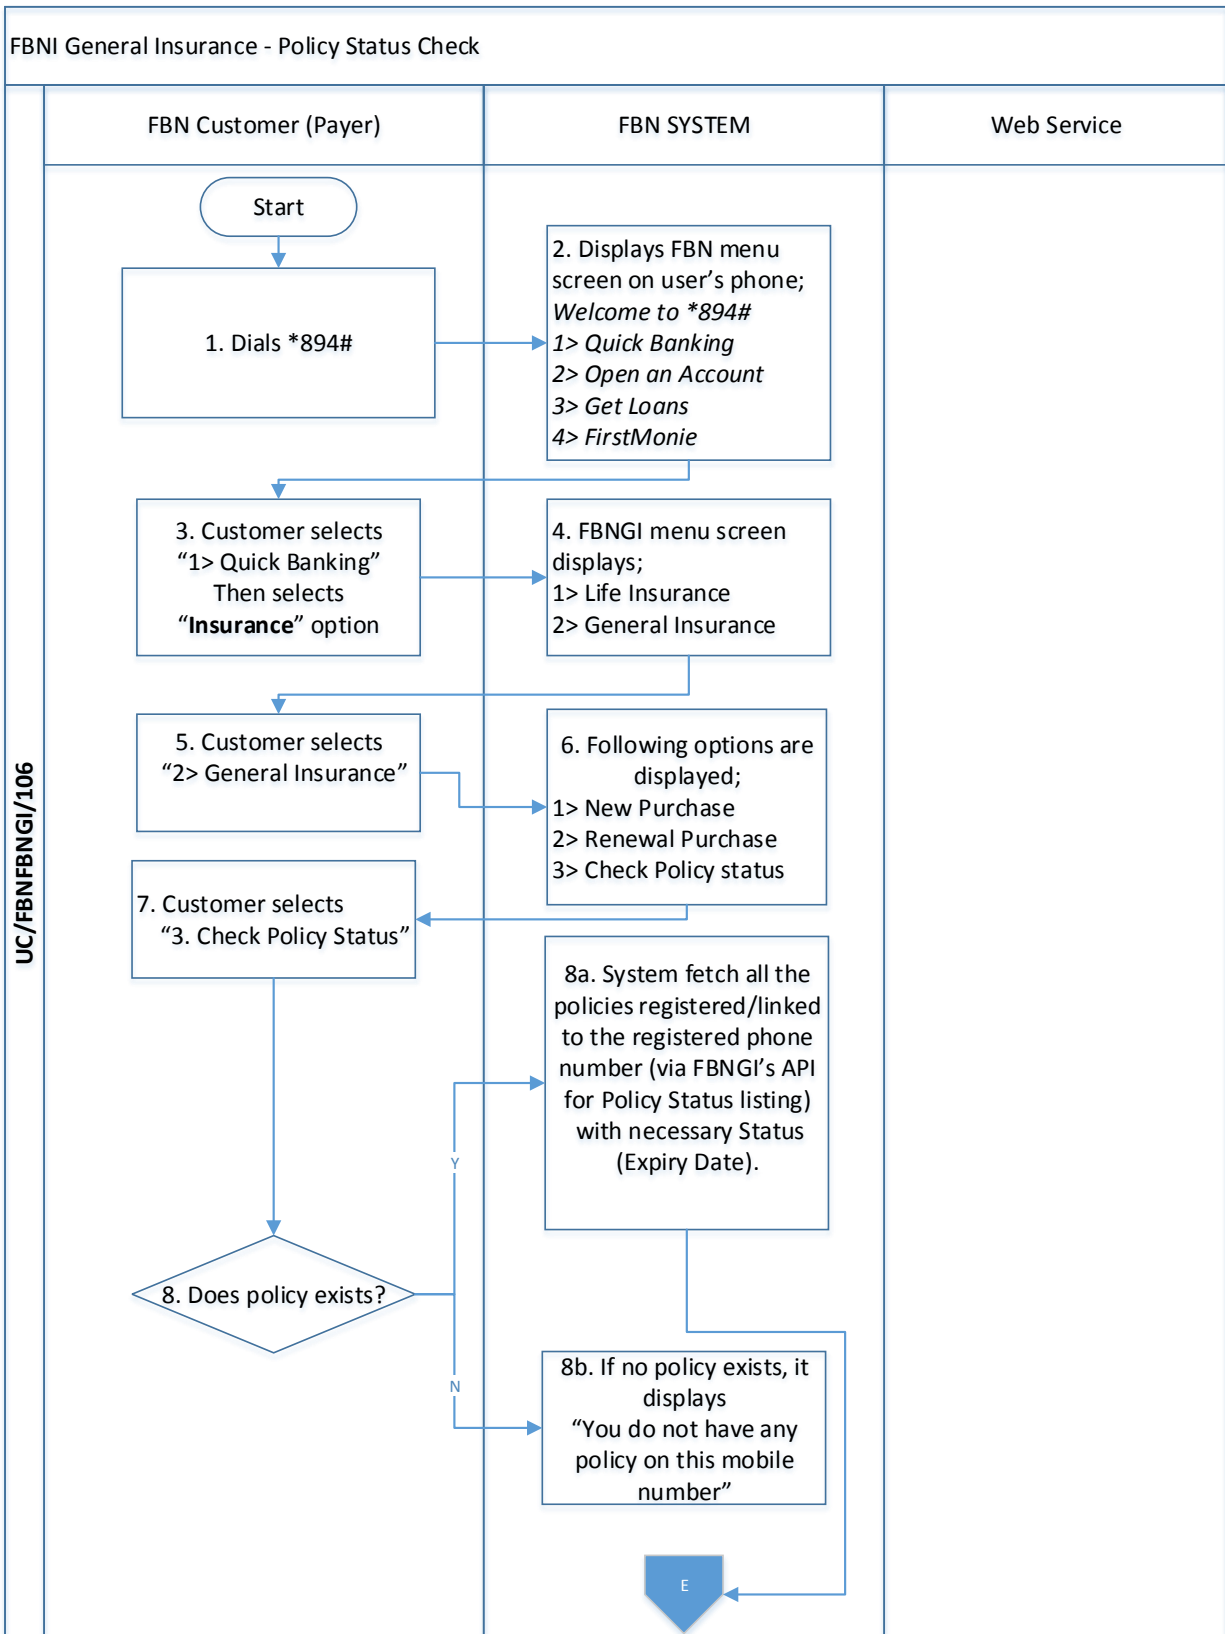 FBNI General Insurance - Policy Status Check
FBN Customer (Payer)
FBN SYSTEM
Web Service
UC/FBNFBNGI/106
Start
1. Dials *894#
2. Displays FBN menu
screen on user’s phone;
Welcome to *894#
1> Quick Banking
2> Open an Account
3> Get Loans
4> FirstMonie
3. Customer selects
“1> Quick Banking”
Then selects
“Insurance” option
4. FBNGI menu screen
displays;
1> Life Insurance
2> General Insurance
5. Customer selects
“2> General Insurance”
6. Following options are
displayed;
1> New Purchase
2> Renewal Purchase
3> Check Policy status
7. Customer selects
“3. Check Policy Status”
8. Does policy exists?
Y
8a. System fetch all the
policies registered/linked
to the registered phone
number (via FBNGI’s API
for Policy Status listing)
with necessary Status
(Expiry Date).
N
8b. If no policy exists, it
displays
“You do not have any
policy on this mobile
number”
E